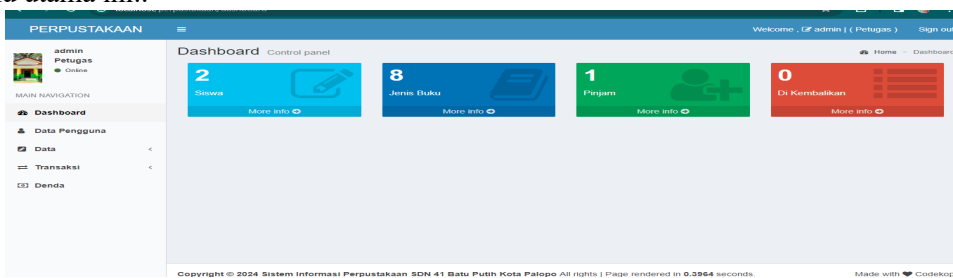 PERPUSTAKAAN
Welcome , admin | ( Petugas ) Sign out
admin
Petugas
Online
MAIN NAVIGATION
Dashboard
Data Pengguna
Data
Transaksi
Denda
Dashboard Control panel
Home Dashboard
2
Siswa
More info
8
Jenis Buku
More info
1
Pinjam
More info
0
Di Kembalikan
More info
Copyright © 2024 Sistem Informasi Perpustakaan SDN 41 Batu Putih Kota Palopo All rights | Page rendered in 0.3964 seconds.
Made with ❤ Codekop